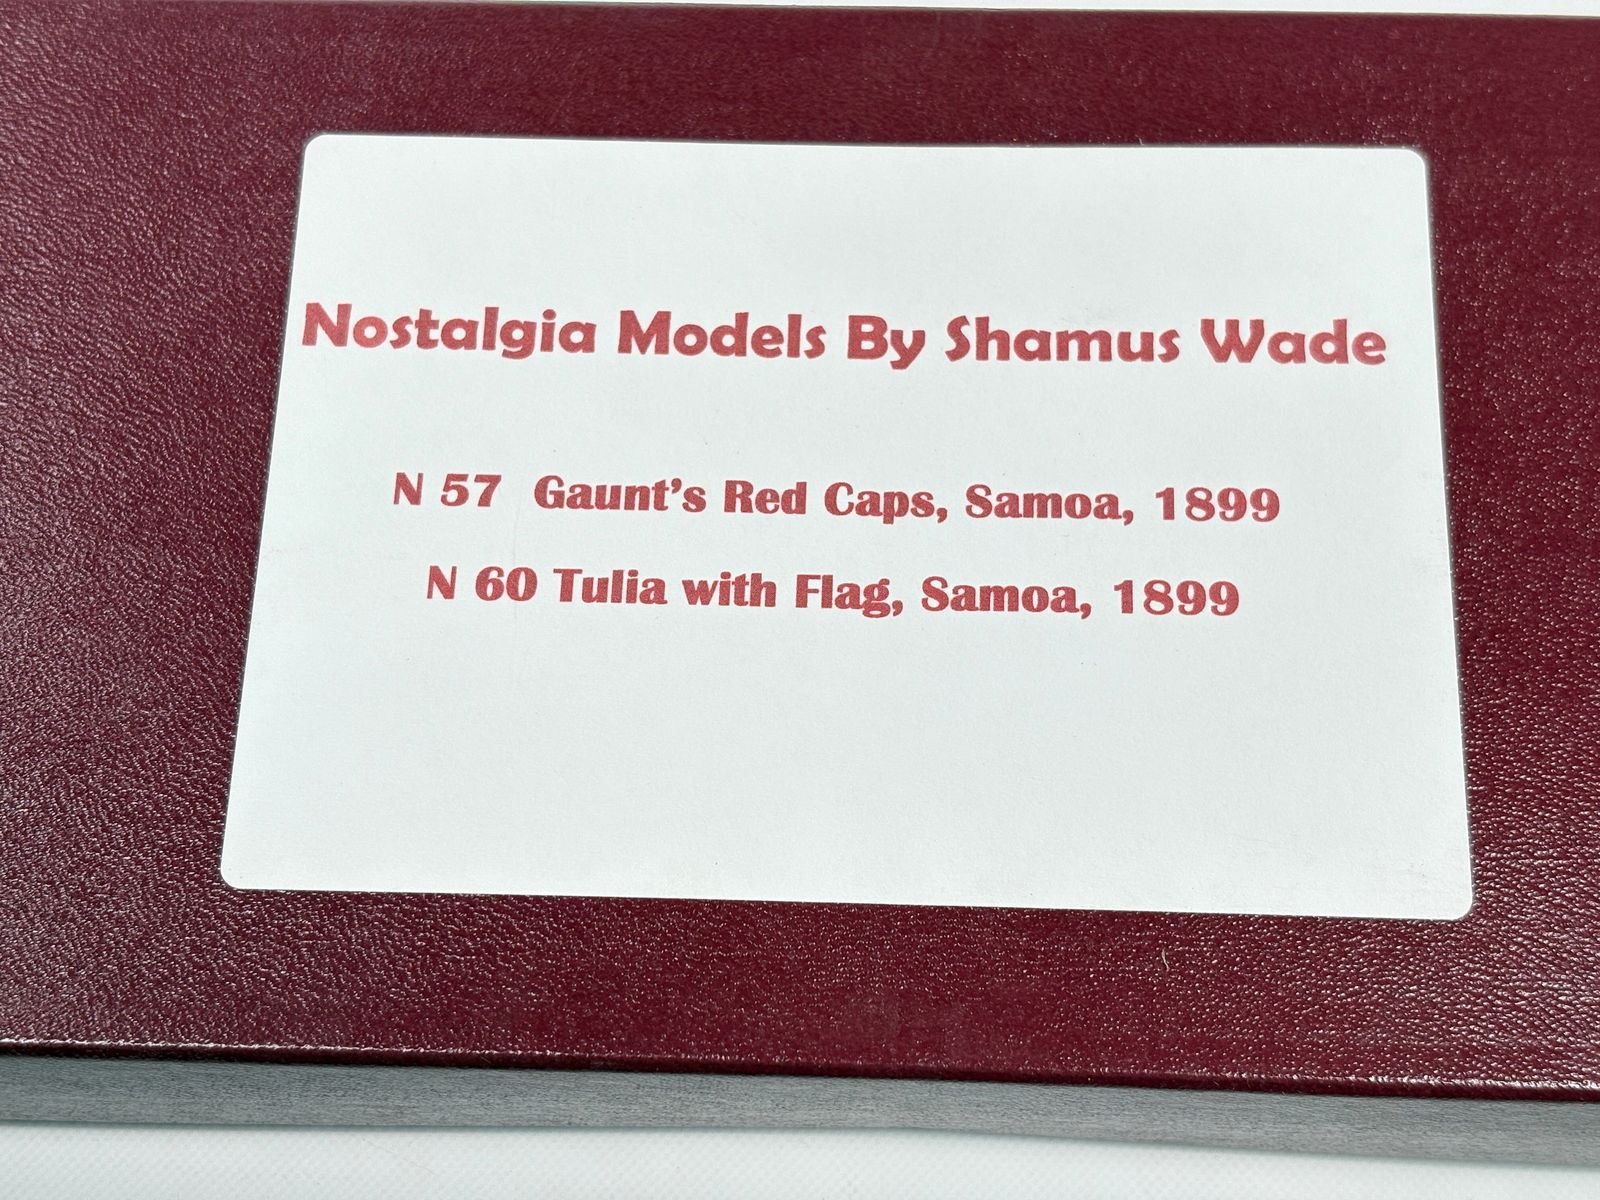 Nostalgia Models By Shamus Wade
N 57 Gaunt's Red Caps, Samoa, 1899
N 60 Tulia with Flag, Samoa, 1899